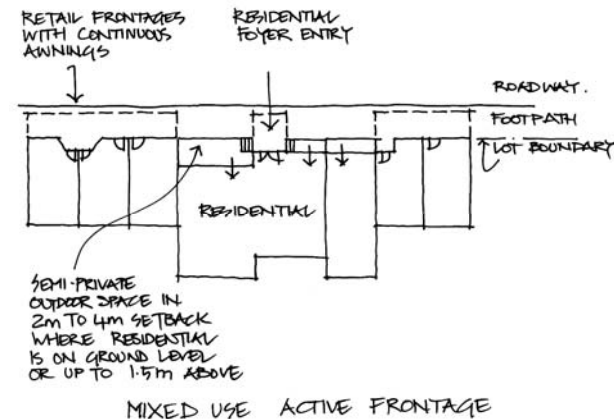 RETAIL FRONTAGES
WITH CONTINUOUS
AWNINGS
RESIDENTIAL
FOYER ENTRY
ROADWAY.
FOOTPATH
LOT BOUNDARY
RESIDENTIAL
SEMI-PRIVATE
OUTDOOR SPACE IN
2m TO 4m SETBACK
WHERE RESIDENTIAL
IS ON GROUND LEVEL
OR UP TO 1.5m ABOVE
MIXED USE ACTIVE FRONTAGE